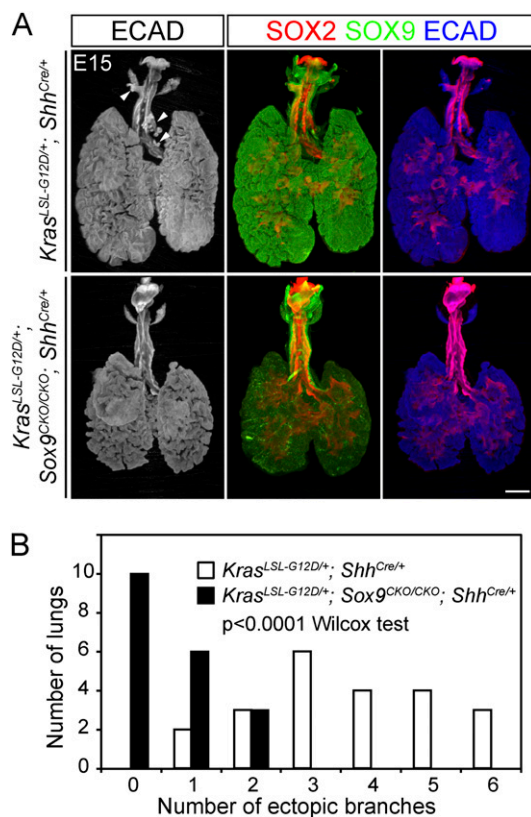 A
ECAD
SOX2 SOX9 ECAD
E15
Kras^LSL-G12D/+; Shh^Cre/+
Kras^LSL-G12D/+;
Sox9^CKO/CKO; Shh^Cre/+
B
Kras^LSL-G12D/+; Shh^Cre/+
Kras^LSL-G12D/+; Sox9^CKO/CKO; Shh^Cre/+
p<0.0001 Wilcox test
Number of lungs
10
6
4
2
0
0 1 2 3 4 5 6
Number of ectopic branches